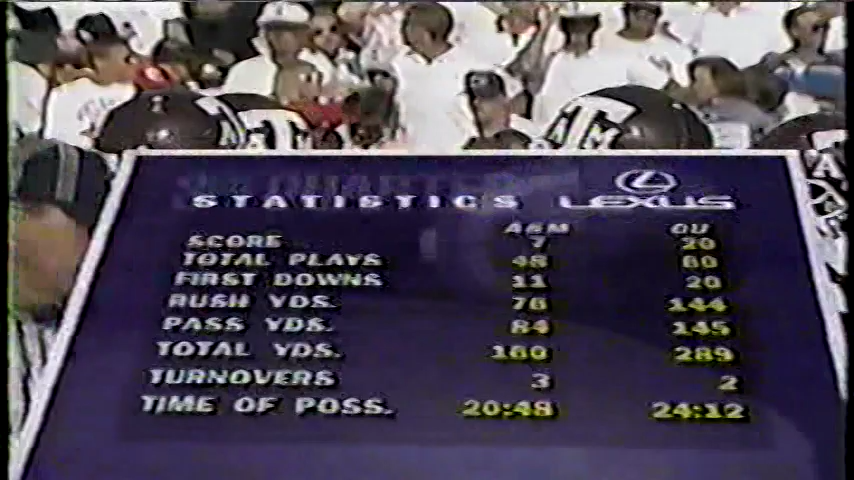 STATISTICS LEXUS
A&M OU
SCORE 7 20
TOTAL PLAYS 48 60
FIRST DOWNS 11 20
RUSH YDS. 76 144
PASS YDS. 84 145
TOTAL YDS. 160 289
TURNOVERS 3 2
TIME OF POSS. 20:48 24:12